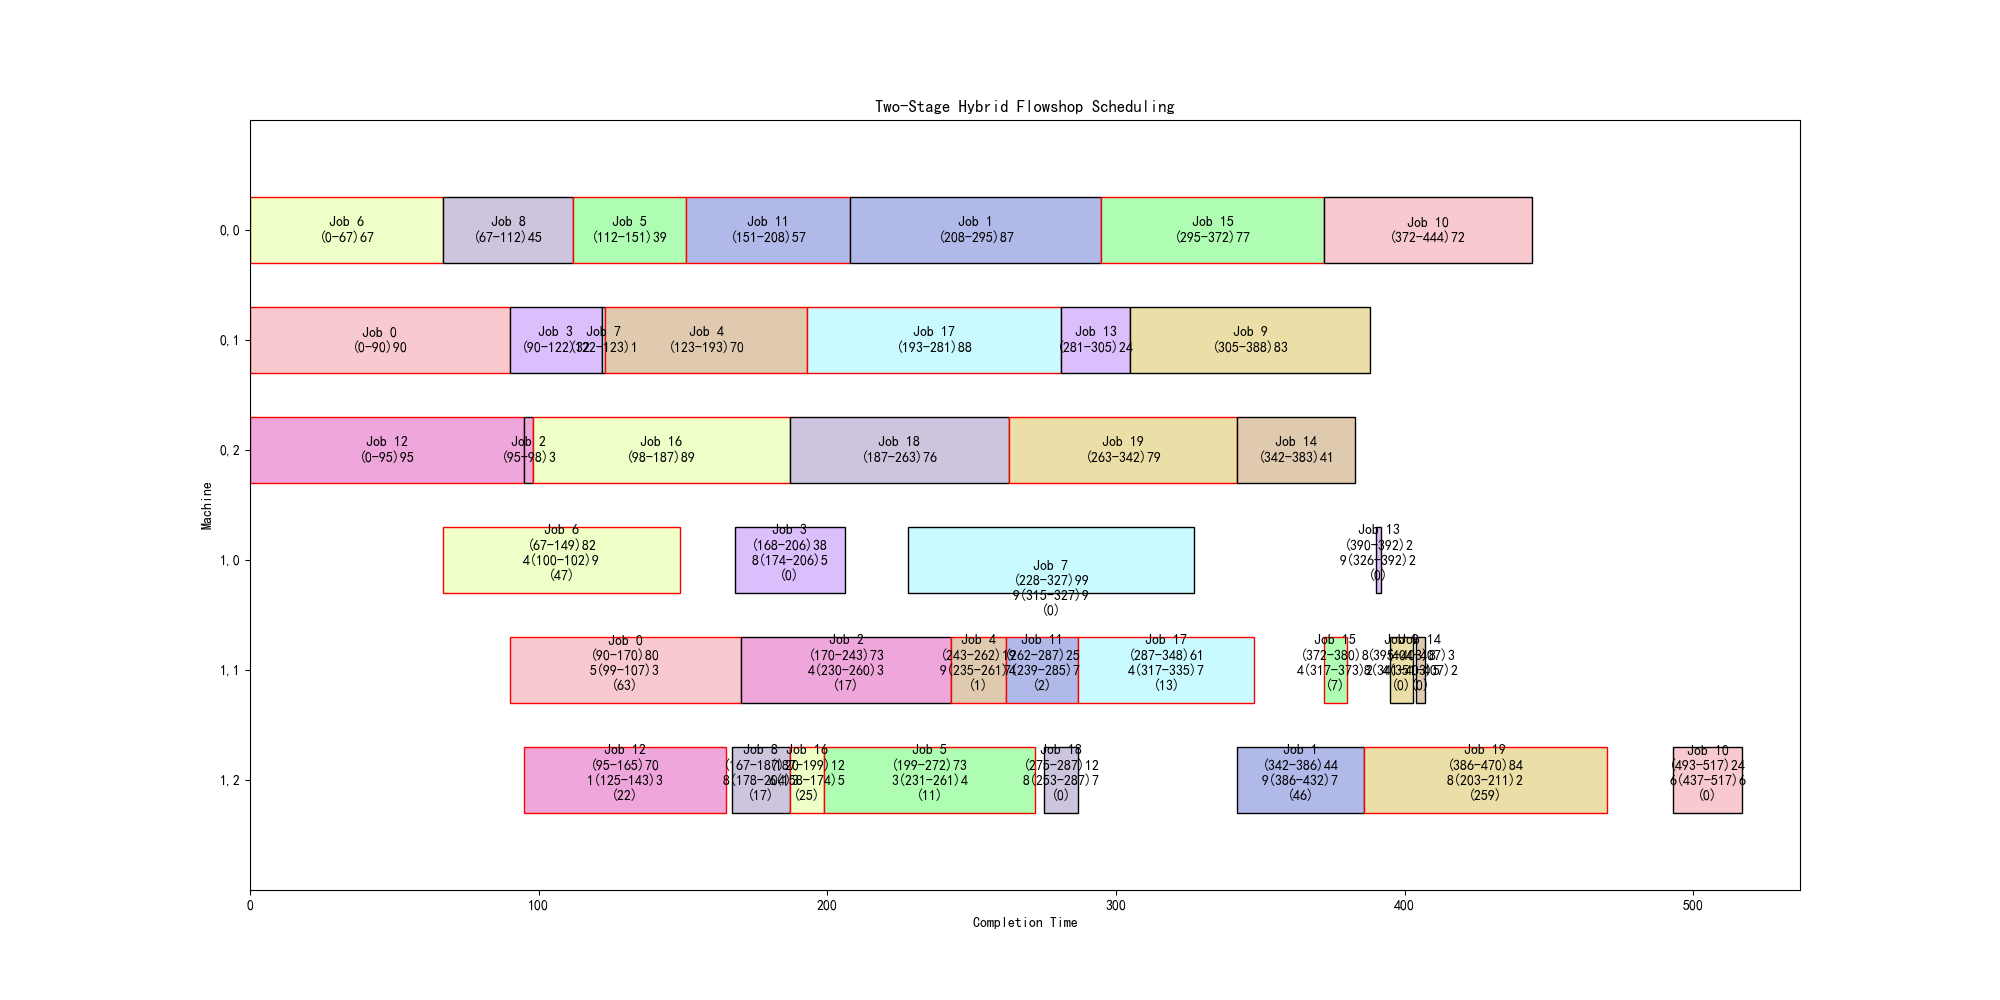 Two-Stage Hybrid Flowshop Scheduling
Machine
0,0
Job 6
(0-67)67
Job 8
(67-112)45
Job 5
(112-151)39
Job 11
(151-208)57
Job 1
(208-295)87
Job 15
(295-372)77
Job 10
(372-444)72
0,1
Job 0
(0-90)90
Job 3
(90-122)32
Job 7
(122-123)1
Job 4
(123-193)70
Job 17
(193-281)88
Job 13
(281-305)24
Job 9
(305-388)83
0,2
Job 12
(0-95)95
Job 2
(95-98)3
Job 16
(98-187)89
Job 18
(187-263)76
Job 19
(263-342)79
Job 14
(342-383)41
1,0
Job 6
(67-149)82
4(100-102)9
(47)
Job 3
(168-206)38
8(174-206)5
(0)
Job 7
(228-327)99
9(315-327)9
(0)
Job 13
(390-392)2
9(326-392)2
(0)
1,1
Job 0
(90-170)80
5(99-107)3
(63)
Job 2
(170-243)73
4(230-260)3
(17)
Job 4
(243-262)19
9(235-261)4
(1)
Job 11
(262-287)25
(239-285)7
(2)
Job 17
(287-348)61
4(317-335)7
(13)
Job 15
(372-380)8
4(317-373)8
(7)
Job
(0)
Job 14
(0)
1,2
Job 12
(95-165)70
1(125-143)3
(22)
Job 8
(167-187)20
8(178-204)3
(17)
Job 16
(187-199)12
(158-174)5
(25)
Job 5
(199-272)73
3(231-261)4
(11)
Job 18
(275-287)12
8(253-287)7
(0)
Job 1
(342-386)44
9(386-432)7
(46)
Job 19
(386-470)84
8(203-211)2
(259)
Job 10
(493-517)24
6(437-517)6
(0)
0
100
200
300
400
500
Completion Time